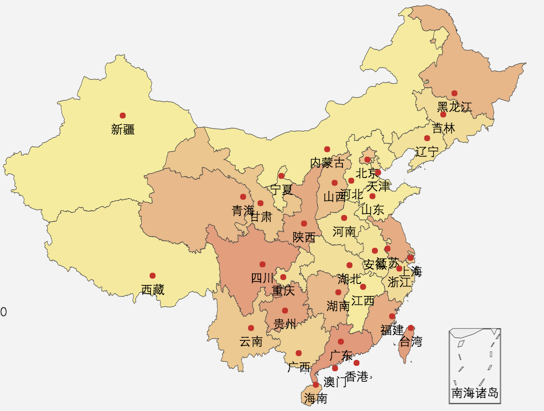 黑龙江
吉林
新疆
辽宁
内蒙古
北京
天津
宁夏
山西
河北
青海
甘肃
山东
河南
陕西
安徽
江苏
上海
四川
湖北
西藏
重庆
浙江
江西
湖南
0
贵州
福建
云南
台湾
广东
广西
香港
澳门
南海诸岛
海南